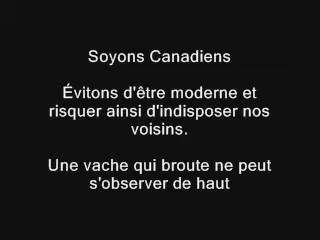 Soyons Canadiens
Évitons d'être moderne et
risquer ainsi d'indisposer nos
voisins.
Une vache qui broute ne peut
s'observer de haut